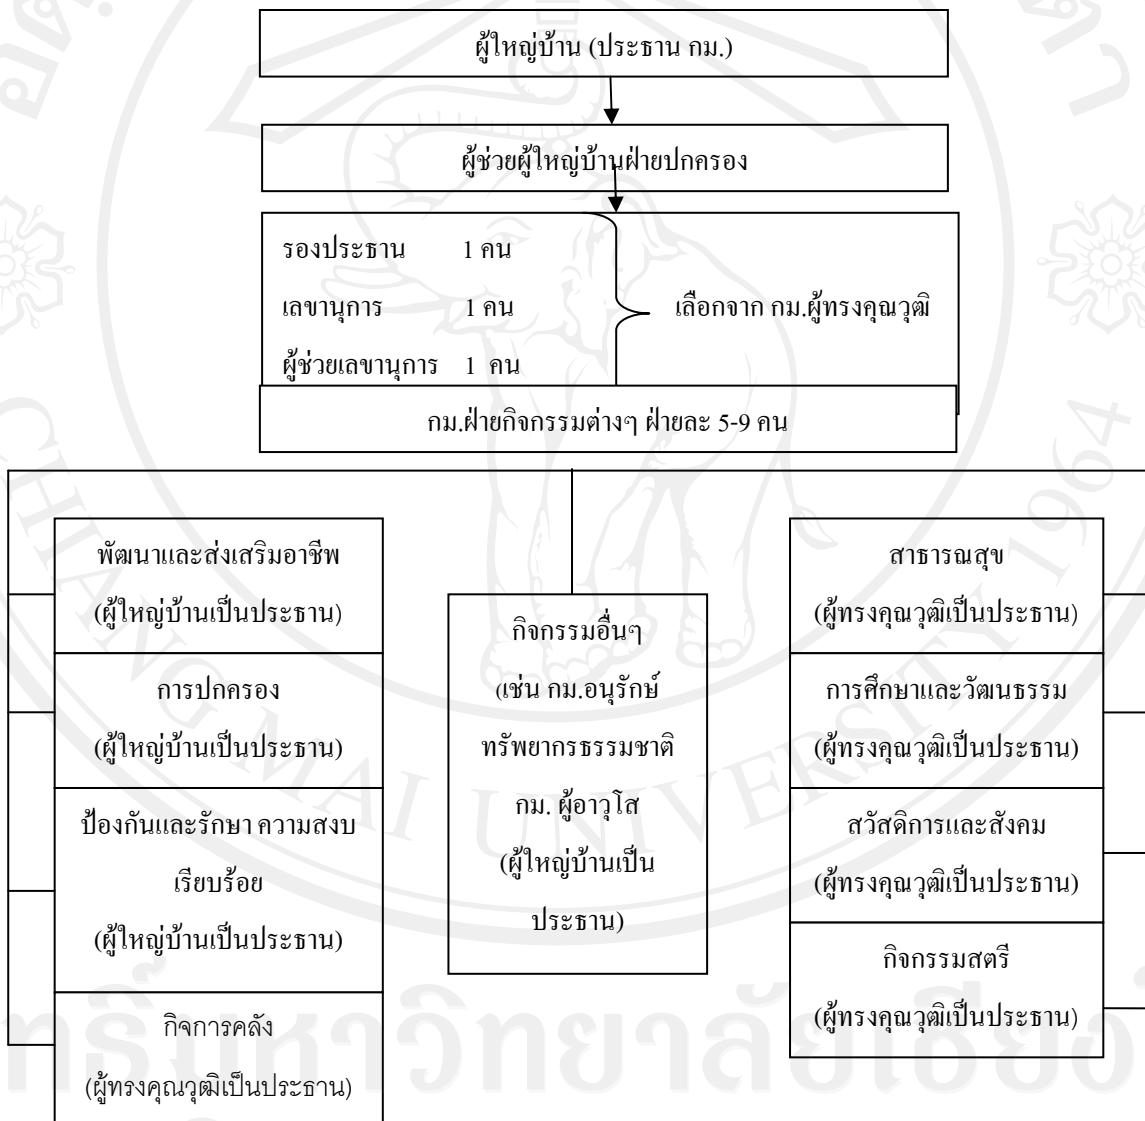 ผู้ใหญ่บ้าน (ประธาน กม.)
ผู้ช่วยผู้ใหญ่บ้านฝ่ายปกครอง
รองประธาน 1 คน
เลขานุการ 1 คน
ผู้ช่วยเลขานุการ 1 คน
เลือกจาก กม.ผู้ทรงคุณวุฒิ
กม.ฝ่ายกิจกรรมต่างๆ ฝ่ายละ 5-9 คน
พัฒนาและส่งเสริมอาชีพ
(ผู้ใหญ่บ้านเป็นประธาน)
การปกครอง
(ผู้ใหญ่บ้านเป็นประธาน)
ป้องกันและรักษา ความสงบ
เรียบร้อย
(ผู้ใหญ่บ้านเป็นประธาน)
กิจการคลัง
(ผู้ทรงคุณวุฒิเป็นประธาน)
กิจกรรมอื่นๆ
(เช่น กม.อนุรักษ์
ทรัพยากรธรรมชาติ
กม. ผู้อาวุโส
(ผู้ใหญ่บ้านเป็น
ประธาน)
สาธารณสุข
(ผู้ทรงคุณวุฒิเป็นประธาน)
การศึกษาและวัฒนธรรม
(ผู้ทรงคุณวุฒิเป็นประธาน)
สวัสดิการและสังคม
(ผู้ทรงคุณวุฒิเป็นประธาน)
กิจกรรมสตรี
(ผู้ทรงคุณวุฒิเป็นประธาน)
CHIANG MAI UNIVERSITY 1964